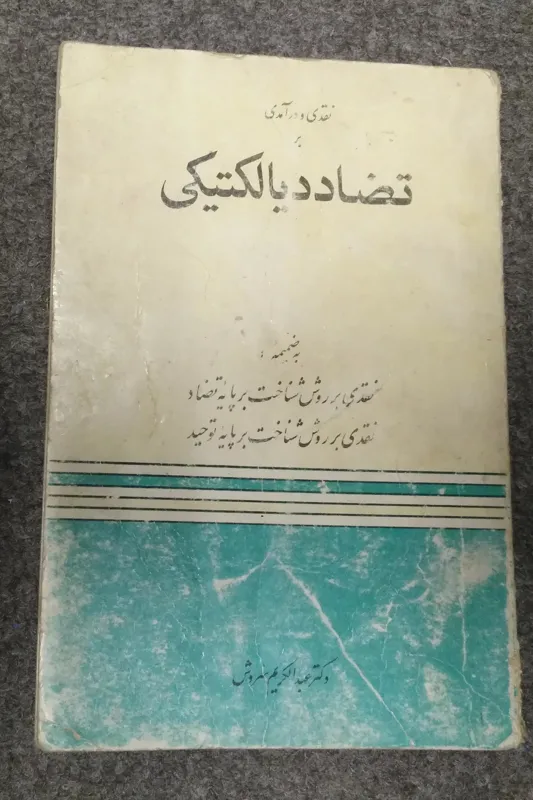 نقدی و درآمدی
بر
تضاد دیالکتیکی
به ضمیمه:
نقدی بر روش شناخت بر پایهٔ تضاد
نقدی بر روش شناخت بر پایه توحید
دکتر عبدالکریم سروش